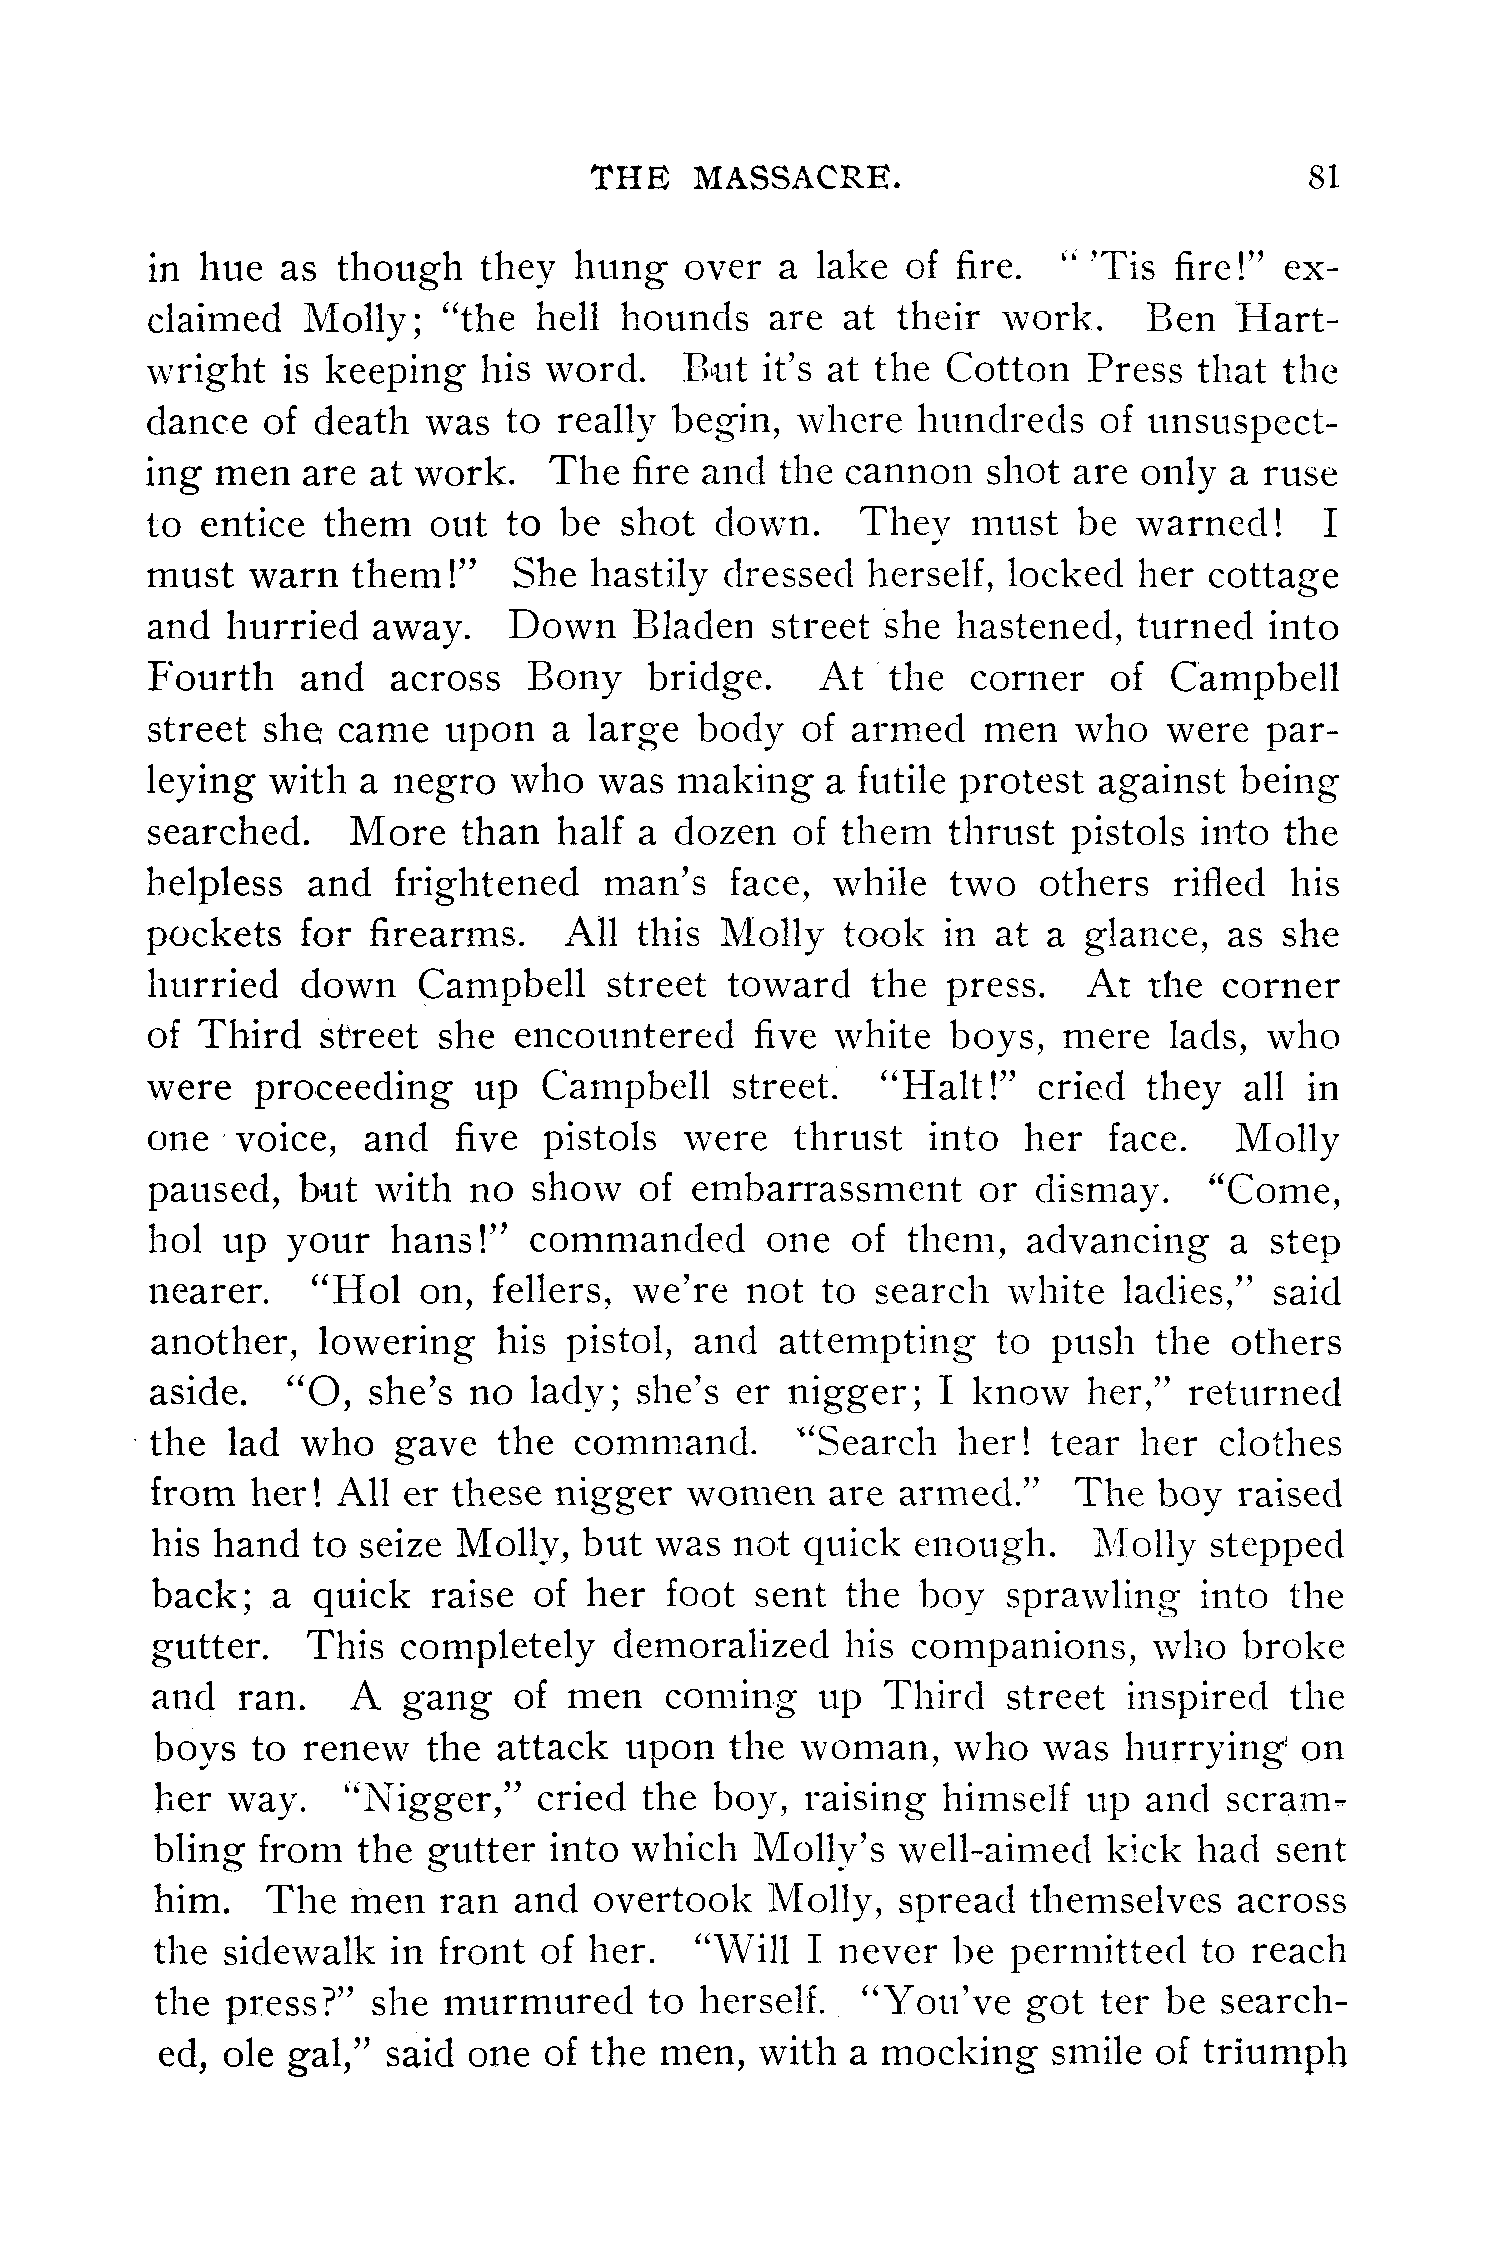 THE MASSACRE. 81
in hue as though they hung over a lake of fire. “ ’Tis fire!” ex-
claimed Molly; “the hell hounds are at their work. Ben Hart-
wright is keeping his word. But it’s at the Cotton Press that the
dance of death was to really begin, where hundreds of unsuspect-
ing men are at work. The fire and the cannon shot are only a ruse
to entice them out to be shot down. They must be warned! I
must warn them!” She hastily dressed herself, locked her cottage
and hurried away. Down Bladen street she hastened, turned into
Fourth and across Bony bridge. At the corner of Campbell
street she came upon a large body of armed men who were par-
leying with a negro who was making a futile protest against being
searched. More than half a dozen of them thrust pistols into the
helpless and frightened man’s face, while two others rifled his
pockets for firearms. All this Molly took in at a glance, as she
hurried down Campbell street toward the press. At the corner
of Third street she encountered five white boys, mere lads, who
were proceeding up Campbell street. “Halt!” cried they all in
one voice, and five pistols were thrust into her face. Molly
paused, but with no show of embarrassment or dismay. “Come,
hol up your hans!” commanded one of them, advancing a step
nearer. “Hol on, fellers, we’re not to search white ladies,” said
another, lowering his pistol, and attempting to push the others
aside. “O, she’s no lady; she’s er nigger; I know her,” returned
the lad who gave the command. “Search her! tear her clothes
from her! All er these nigger women are armed.” The boy raised
his hand to seize Molly, but was not quick enough. Molly stepped
back; a quick raise of her foot sent the boy sprawling into the
gutter. This completely demoralized his companions, who broke
and ran. A gang of men coming up Third street inspired the
boys to renew the attack upon the woman, who was hurrying on
her way. “Nigger,” cried the boy, raising himself up and scram-
bling from the gutter into which Molly’s well-aimed kick had sent
him. The men ran and overtook Molly, spread themselves across
the sidewalk in front of her. “Will I never be permitted to reach
the press?” she murmured to herself. “You’ve got ter be search-
ed, ole gal,” said one of the men, with a mocking smile of triumph